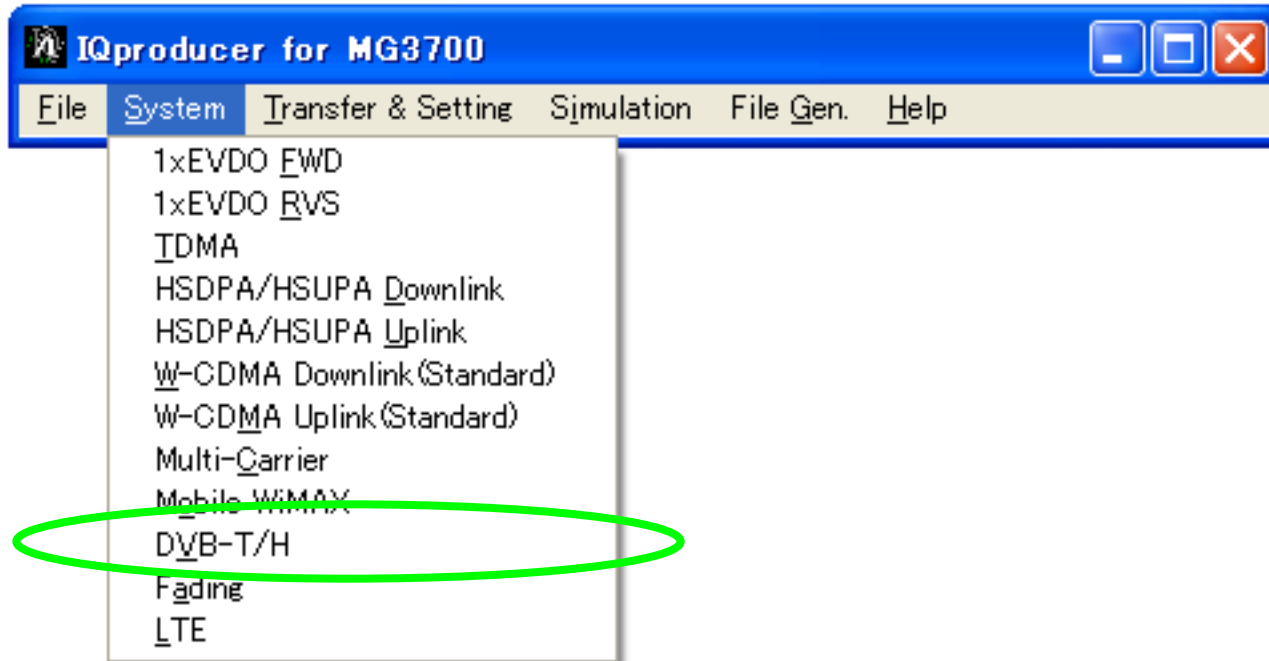 IQproducer for MG3700
File System Transfer & Setting Simulation File Gen. Help
1xEVDO FWD
1xEVDO RVS
TDMA
HSDPA/HSUPA Downlink
HSDPA/HSUPA Uplink
W-CDMA Downlink(Standard)
W-CDMA Uplink(Standard)
Multi-Carrier
Mobile WiMAX
DVB-T/H
Fading
LTE